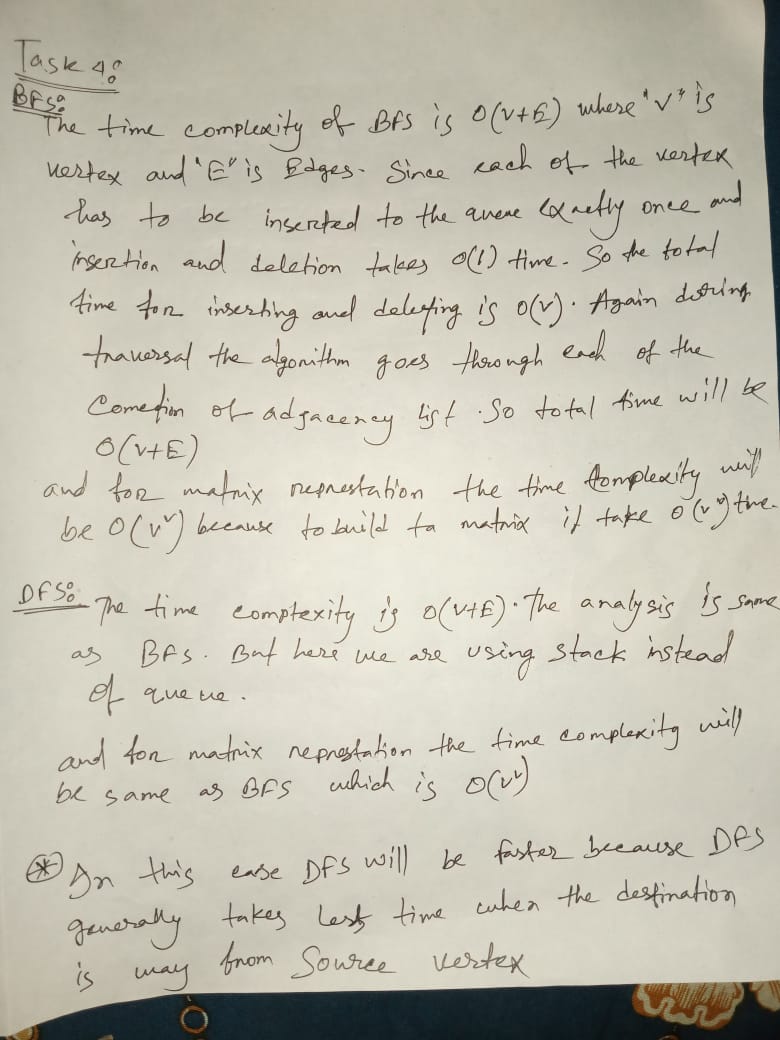 Task 4:
BFS:
The time complexity of BFS is O(V+E) where "V" is
vertex and "E" is Edges. Since each of the vertex
has to be inserted to the queue exactly once and
insertion and deletion takes O(1) time. So the total
time for inserting and deleting is O(V). Again during
traversal the algorithm goes through each of the
Conection of adjacency list. So total time will be
O(V+E)
and for matrix represtation the time complexity will
be O(V²) because to build ta matrix it take O(V²) time.
DFS: The time complexity is O(V+E). The analysis is same
as BFS. But here we are using stack instead
of queue.
and for matrix represtation the time complexity will
be same as BFS which is O(V²)
* In this case DFS will be faster because DFS
generally takes less time when the destination
is way from Source vertex